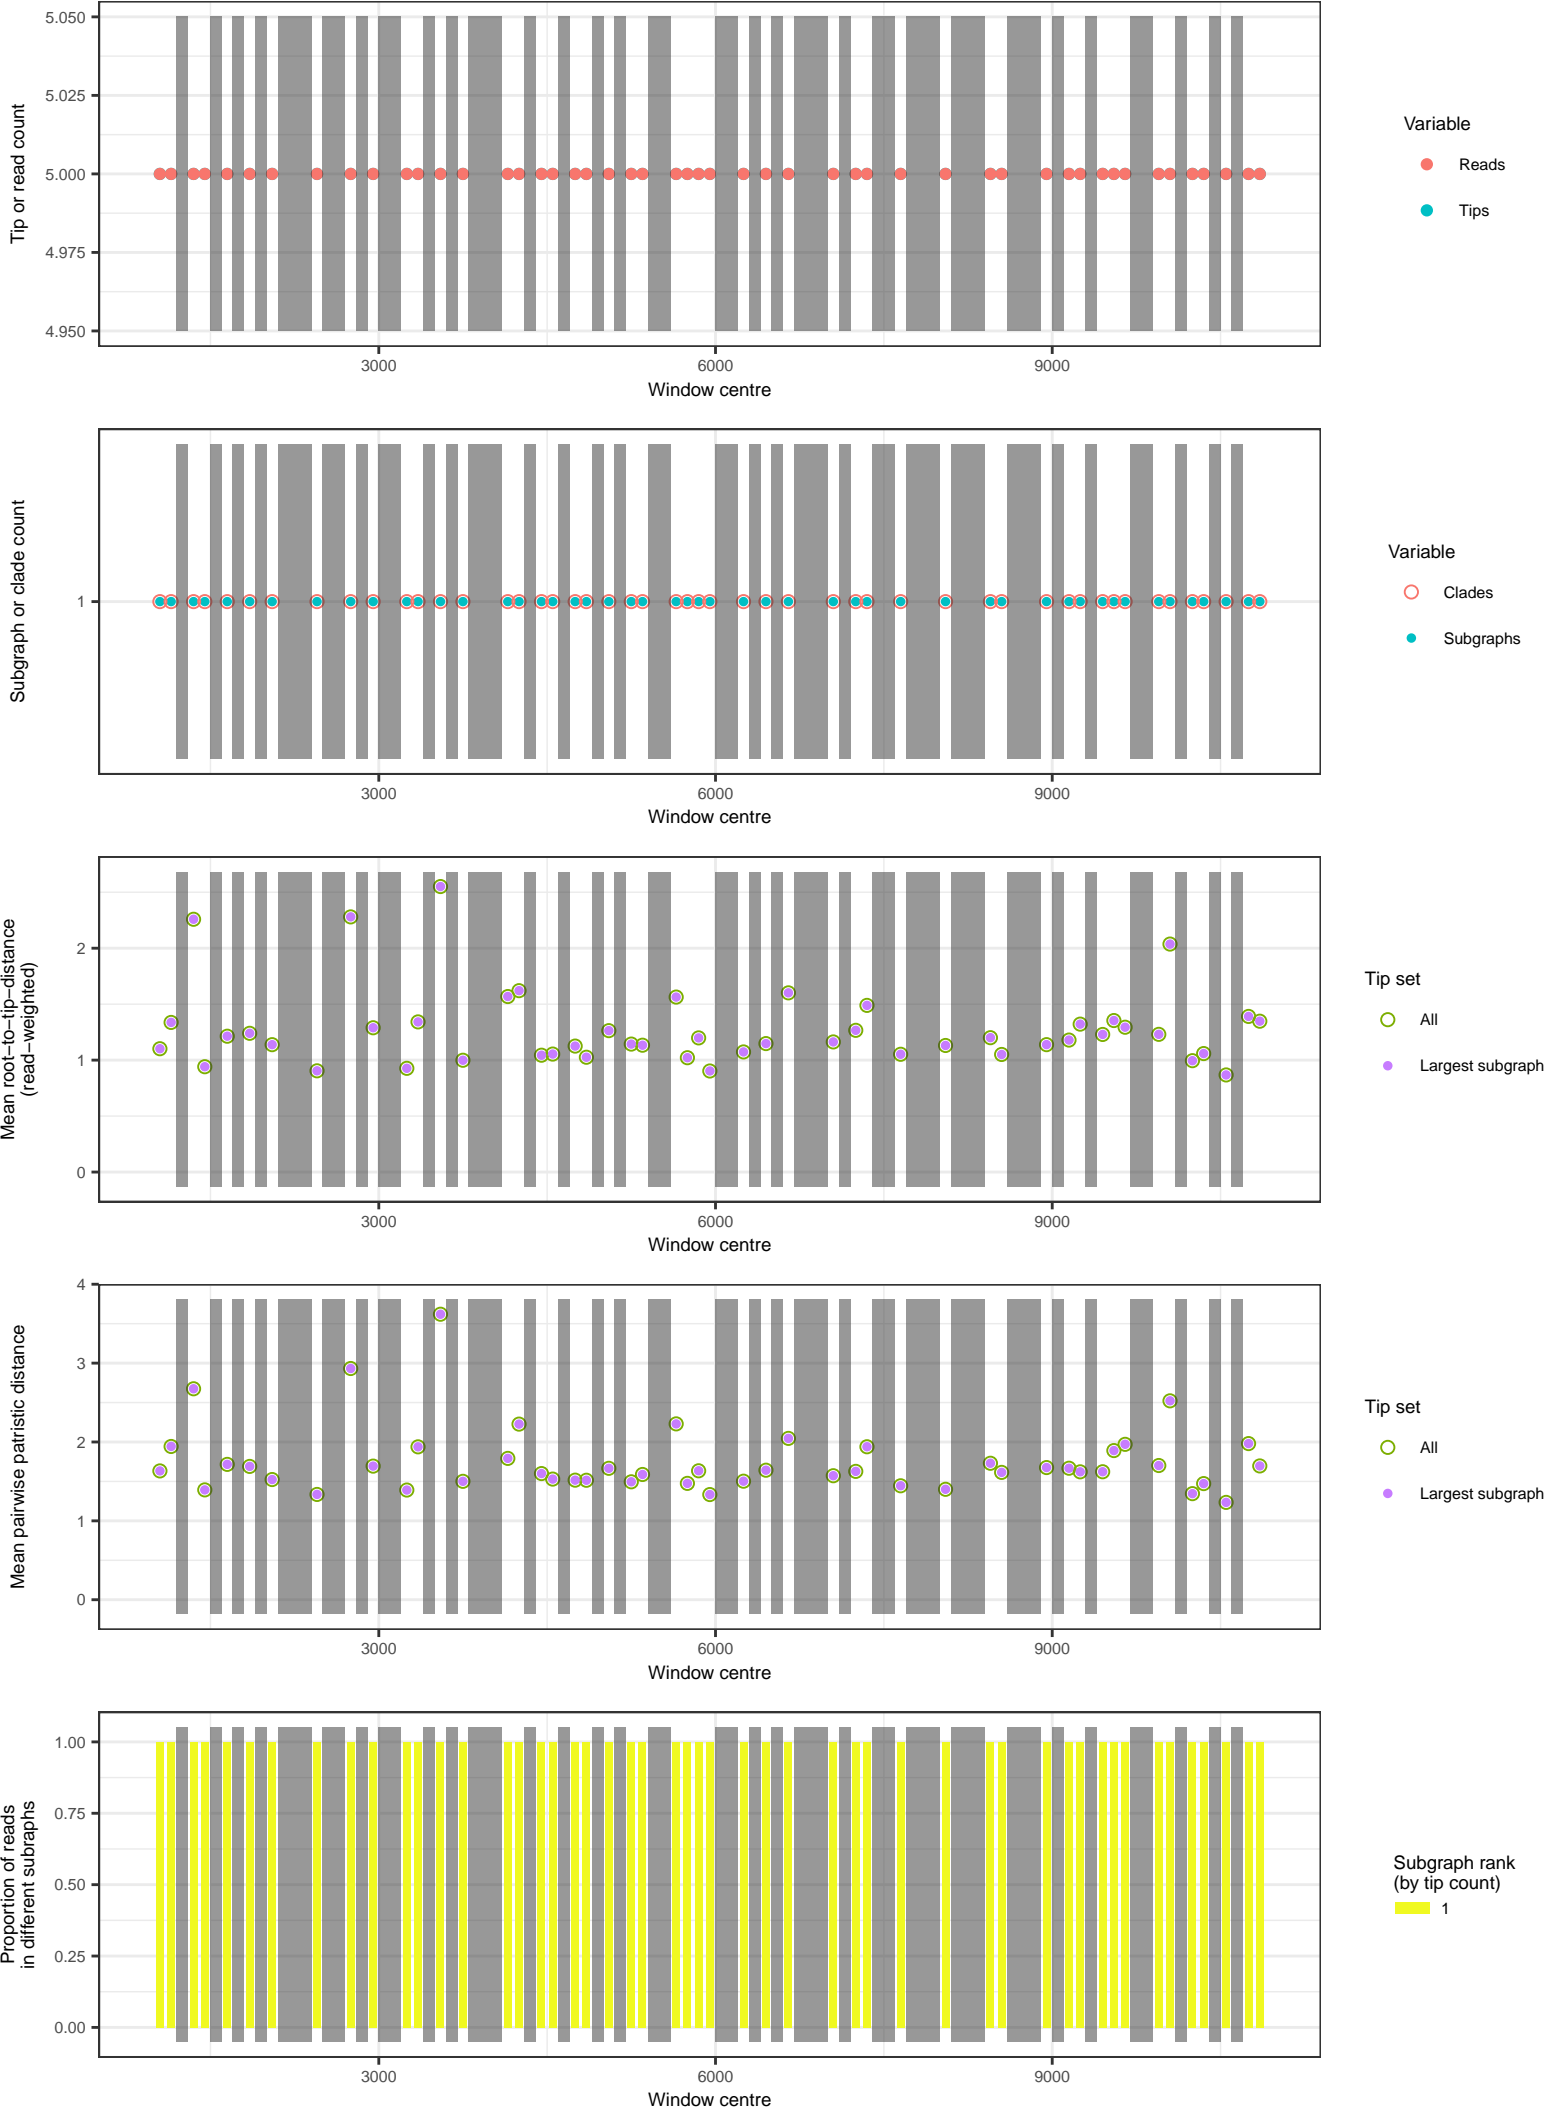 5.050
5.025
5.000
4.975
4.950
Tip or read count
3000 6000 9000
Window centre
Variable
Reads
Tips
1
Subgraph or clade count
3000 6000 9000
Window centre
Variable
Clades
Subgraphs
2
1
0
Mean root−to−tip−distance
(read−weighted)
3000 6000 9000
Window centre
Tip set
All
Largest subgraph
4
3
2
1
0
Mean pairwise patristic distance
3000 6000 9000
Window centre
Tip set
All
Largest subgraph
1.00
0.75
0.50
0.25
0.00
Proportion of reads
in different subraphs
3000 6000 9000
Window centre
Subgraph rank
(by tip count)
1